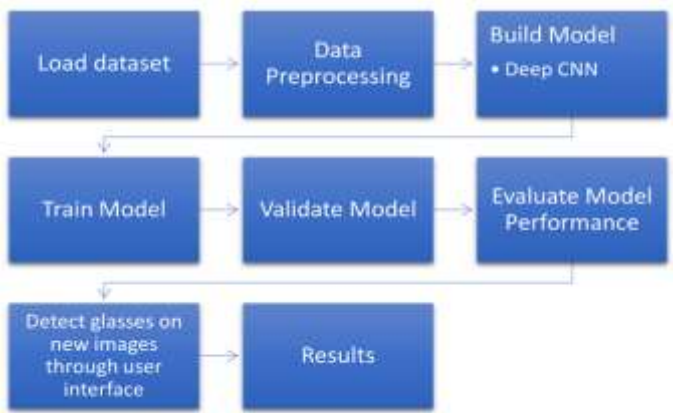 Load dataset
Data
Preprocessing
Build Model
• Deep CNN
Train Model
Validate Model
Evaluate Model
Performance
Detect glasses on
new images
through user
interface
Results